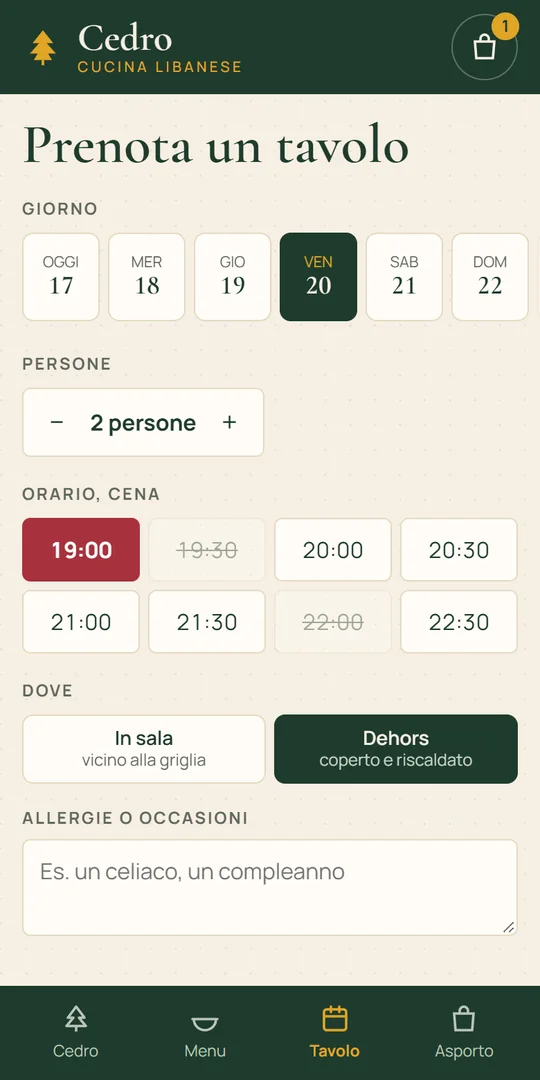 Cedro
CUCINA LIBANESE
1
Prenota un tavolo
GIORNO
OGGI MER GIO VEN SAB DOM
17 18 19 20 21 22
PERSONE
− 2 persone +
ORARIO, CENA
19:00 19:30 20:00 20:30
21:00 21:30 22:00 22:30
DOVE
In sala Dehors
vicino alla griglia coperto e riscaldato
ALLERGIE O OCCASIONI
Es. un celiaco, un compleanno
Cedro Menu Tavolo Asporto